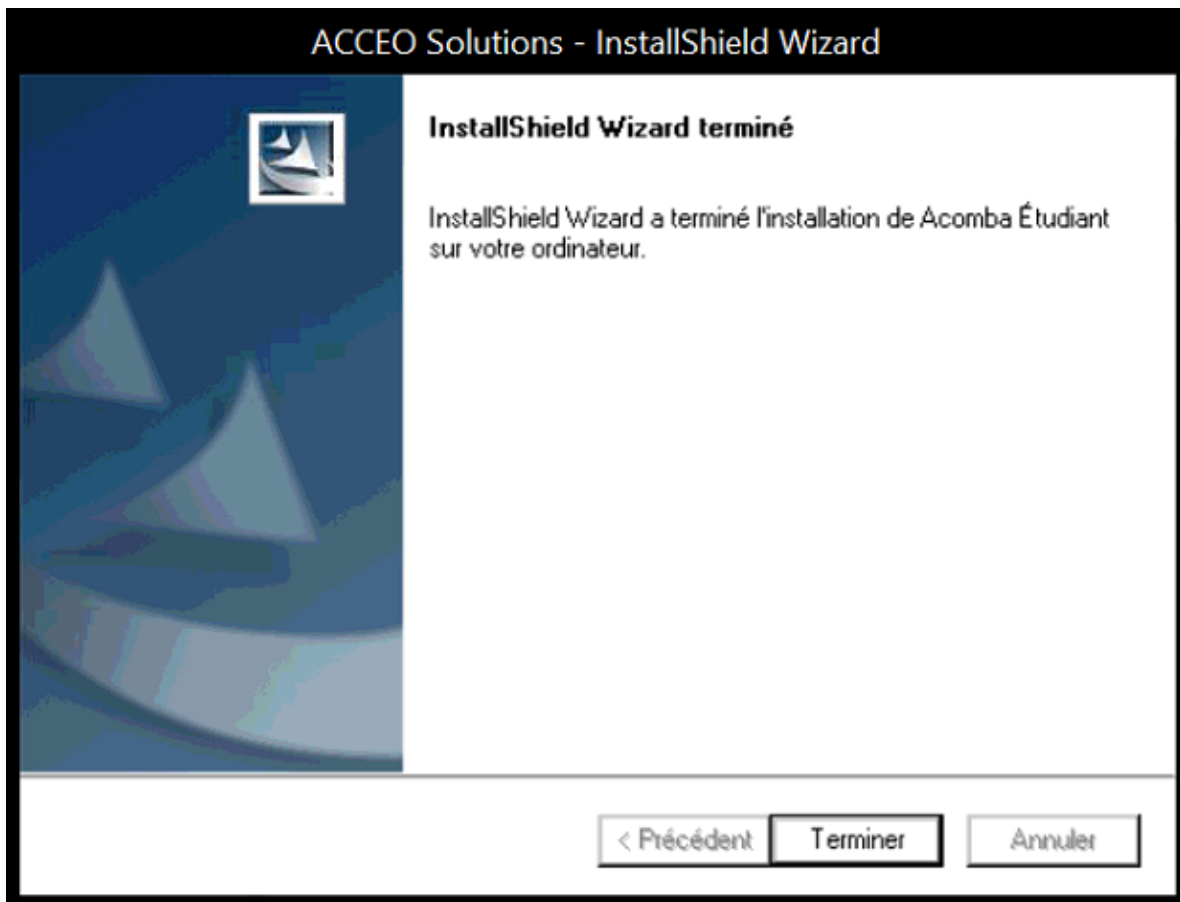 ACCEO Solutions - InstallShield Wizard
InstallShield Wizard terminé
InstallShield Wizard a terminé l'installation de Acomba Étudiant
sur votre ordinateur.
< Précédent Terminer Annuler